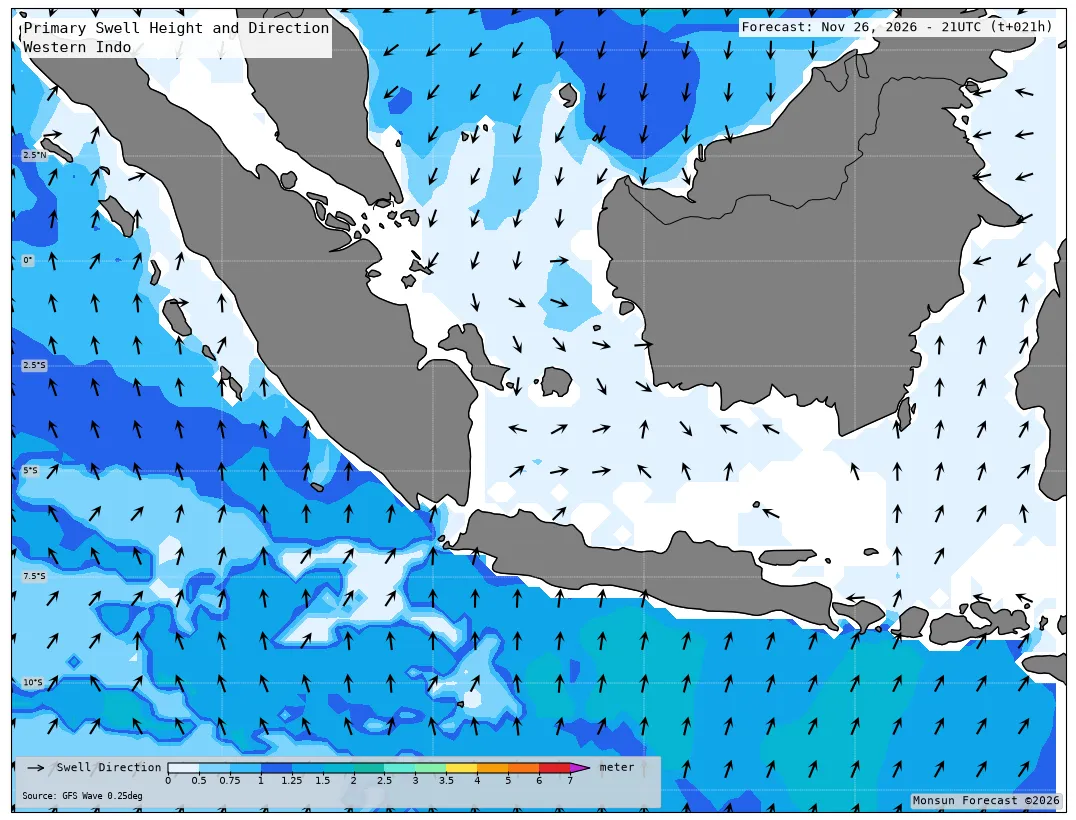 Primary Swell Height and Direction
Western Indo
Forecast: Nov 26, 2026 - 21UTC (t+021h)
2.5°N
0°
2.5°S
5°S
7.5°S
10°S
Swell Direction
0 0.5 0.75 1 1.25 1.5 2 2.5 3 3.5 4 5 6 7
meter
Source: GFS Wave 0.25deg
Monsun Forecast ©2026